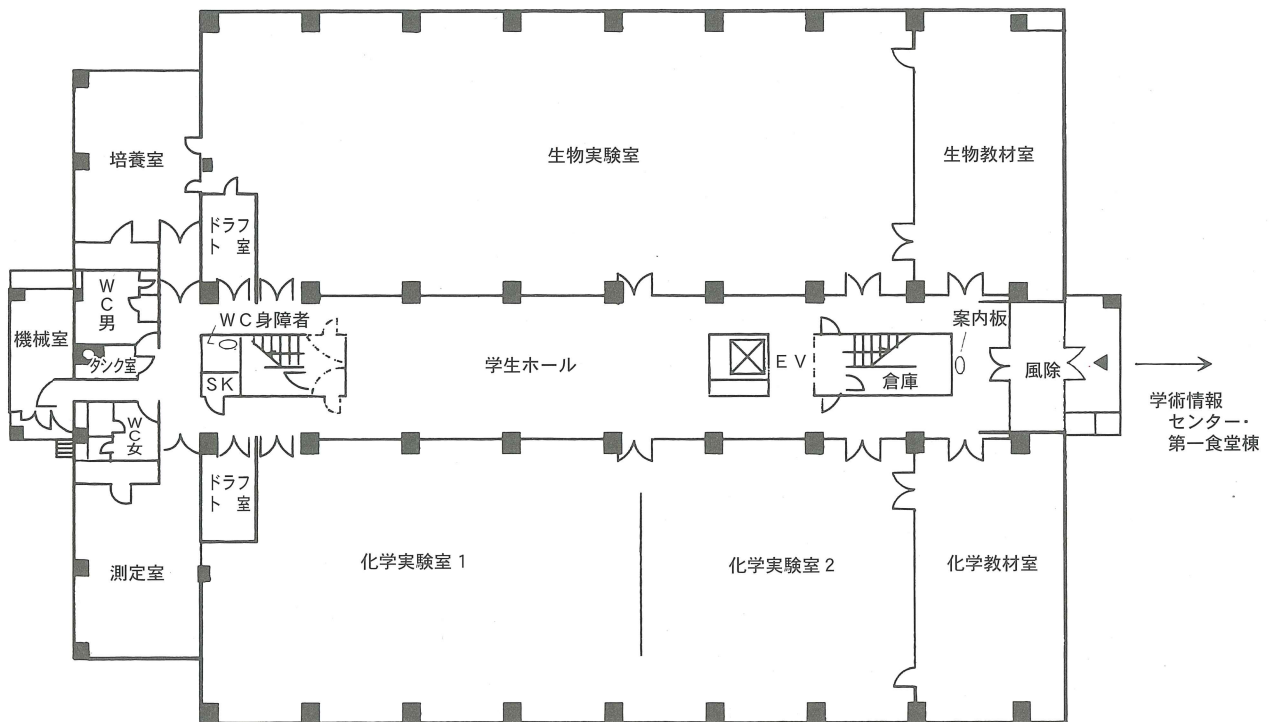 生物実験室
生物教材室
培養室
ドラフ
ト 室
WC男
機械室
タンク室
WC身障者
SK
学生ホール
EV
倉庫
案内板
風除
学術情報
センター・
第一食堂棟
WC女
ドラフ
ト 室
測定室
化学実験室1
化学実験室2
化学教材室